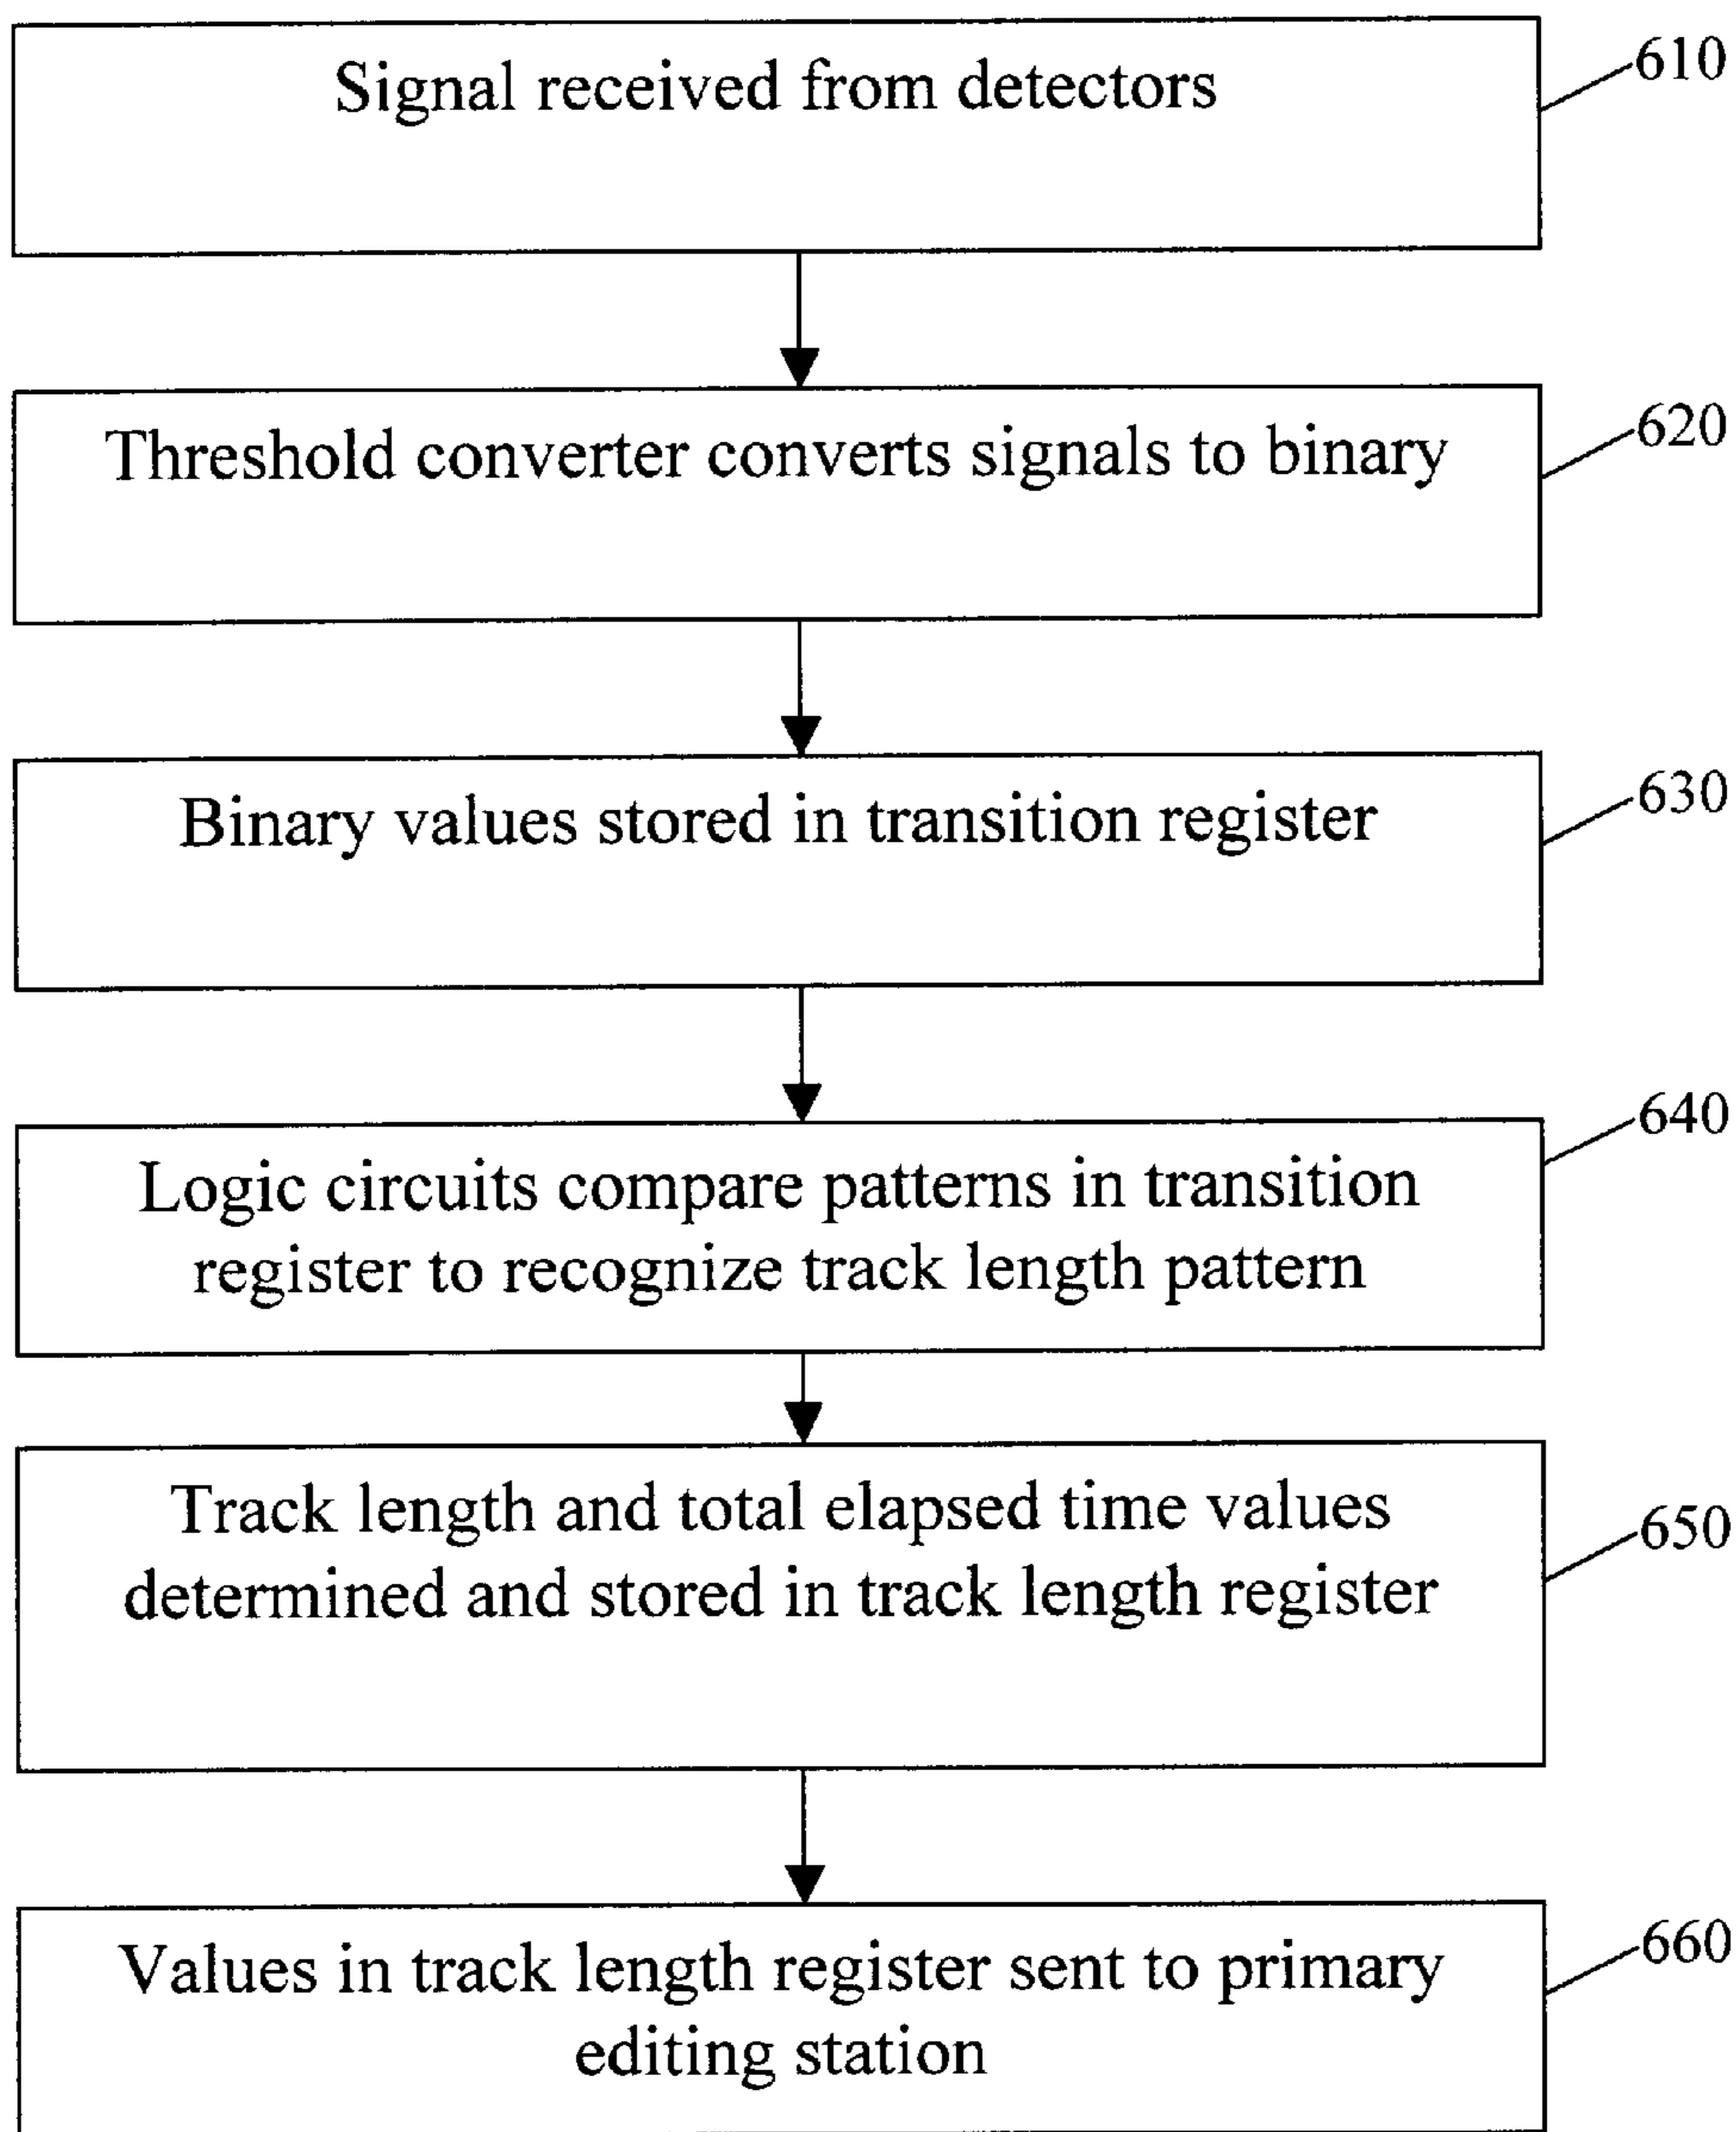 Signal received from detectors
610
Threshold converter converts signals to binary
620
Binary values stored in transition register
630
Logic circuits compare patterns in transition
register to recognize track length pattern
640
Track length and total elapsed time values
determined and stored in track length register
650
Values in track length register sent to primary
editing station
660